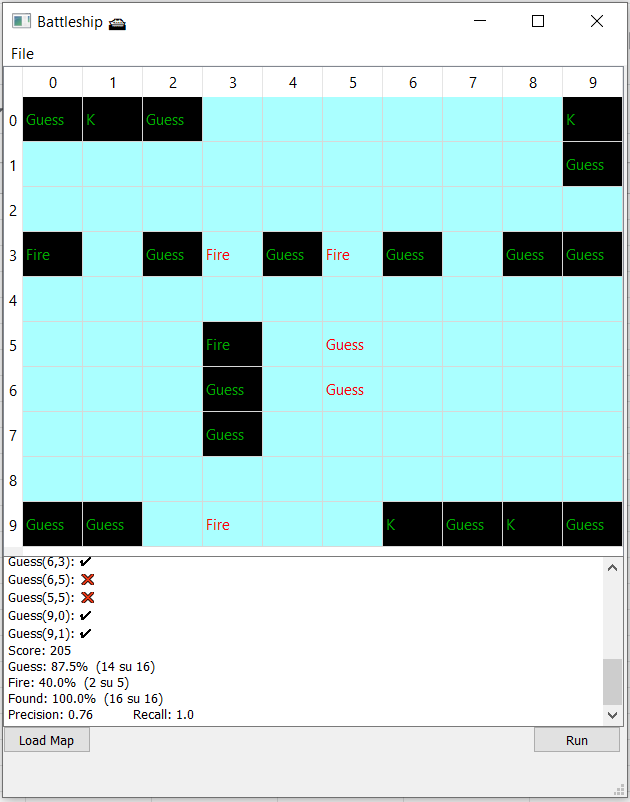 Battleship
File
0 1 2 3 4 5 6 7 8 9
0 Guess K Guess K
1 Guess
2
3 Fire Guess Fire Guess Fire Guess Guess Guess
4
5 Fire Guess
6 Guess Guess
7 Guess
8
9 Guess Guess Fire K Guess K Guess
Guess(6,3): ✔
Guess(6,5): ❌
Guess(5,5): ❌
Guess(9,0): ✔
Guess(9,1): ✔
Score: 205
Guess: 87.5% (14 su 16)
Fire: 40.0% (2 su 5)
Found: 100.0% (16 su 16)
Precision: 0.76 Recall: 1.0
Load Map Run